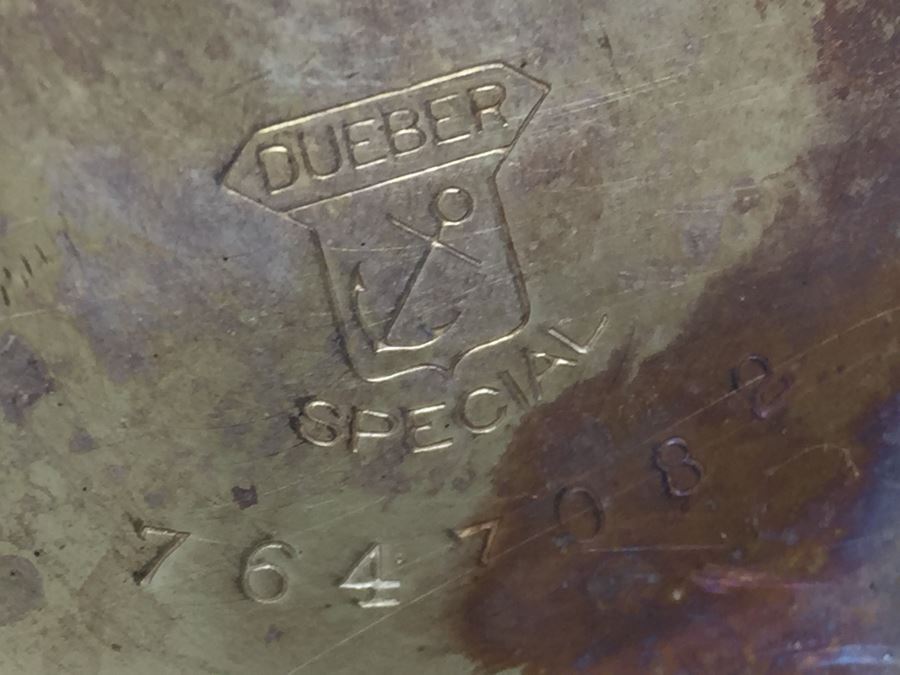 DUEBER
SPECIAL
7647082